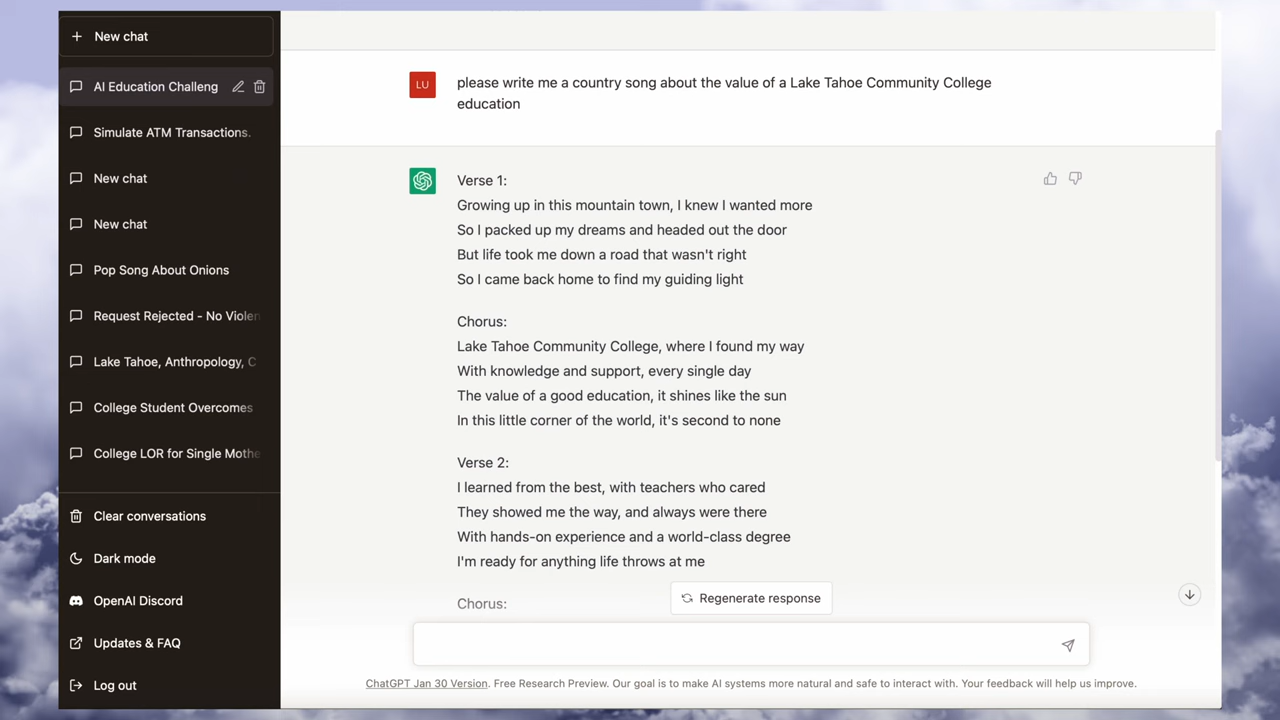 New chat
AI Education Challeng
Simulate ATM Transactions.
New chat
New chat
Pop Song About Onions
Request Rejected - No Violen
Lake Tahoe, Anthropology, C
College Student Overcomes
College LOR for Single Mothe
Clear conversations
Dark mode
OpenAI Discord
Updates & FAQ
Log out
LU
please write me a country song about the value of a Lake Tahoe Community College
education
Verse 1:
Growing up in this mountain town, I knew I wanted more
So I packed up my dreams and headed out the door
But life took me down a road that wasn't right
So I came back home to find my guiding light
Chorus:
Lake Tahoe Community College, where I found my way
With knowledge and support, every single day
The value of a good education, it shines like the sun
In this little corner of the world, it's second to none
Verse 2:
I learned from the best, with teachers who cared
They showed me the way, and always were there
With hands-on experience and a world-class degree
I'm ready for anything life throws at me
Chorus:
Regenerate response
ChatGPT Jan 30 Version. Free Research Preview. Our goal is to make AI systems more natural and safe to interact with. Your feedback will help us improve.